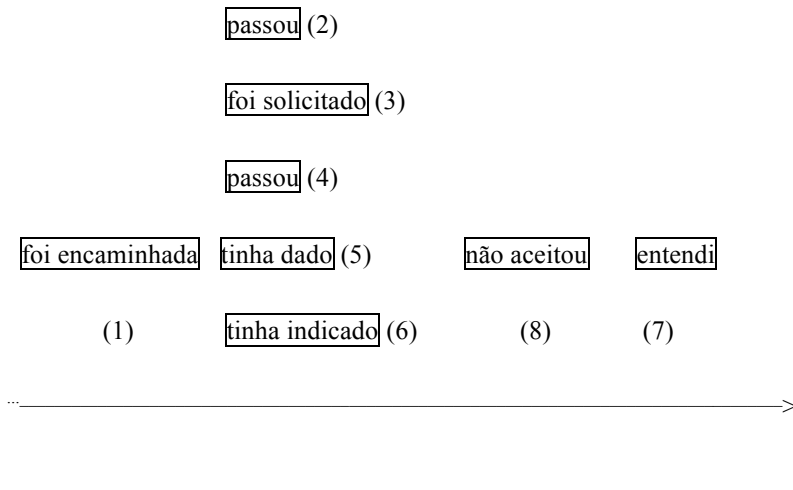 passou (2)
foi solicitado (3)
passou (4)
foi encaminhada tinha dado (5) não aceitou entendi
(1) tinha indicado (6) (8) (7)
...